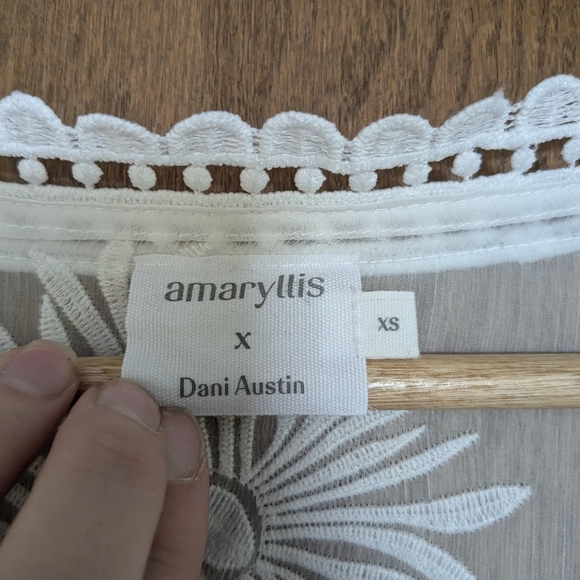 amaryllis
x
Dani Austin
XS